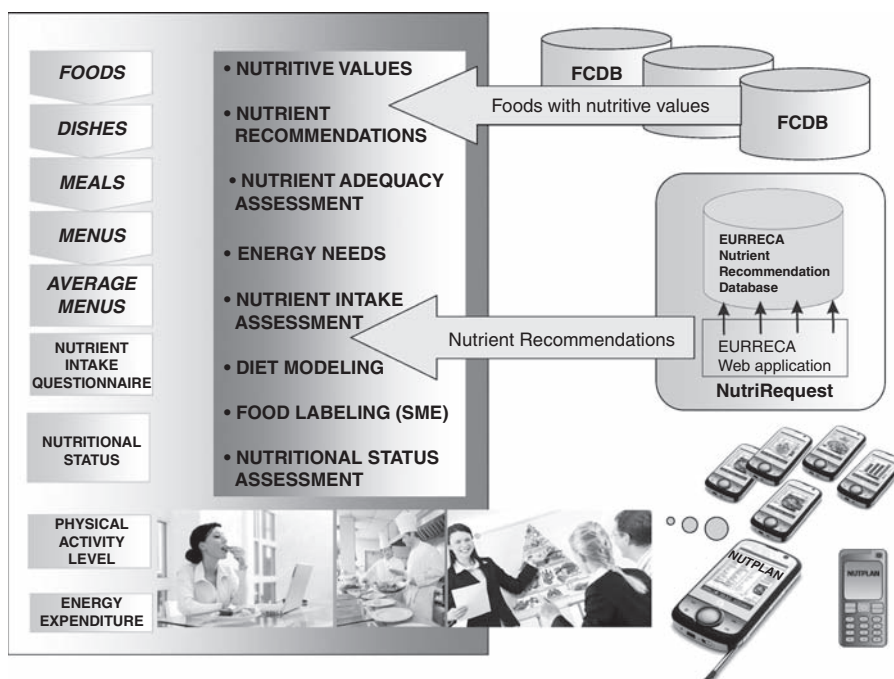 FOODS
DISHES
MEALS
MENUS
AVERAGE
MENUS
NUTRIENT
INTAKE
QUESTIONNAIRE
NUTRITIONAL
STATUS
PHYSICAL
ACTIVITY
LEVEL
ENERGY
EXPENDITURE
• NUTRITIVE VALUES
• NUTRIENT
RECOMMENDATIONS
• NUTRIENT ADEQUACY
ASSESSMENT
• ENERGY NEEDS
• NUTRIENT INTAKE
ASSESSMENT
• DIET MODELING
• FOOD LABELING (SME)
• NUTRITIONAL STATUS
ASSESSMENT
FCDB
FCDB
Foods with nutritive values
EURRECA
Nutrient
Recommendation
Database
EURRECA
Web application
NutriRequest
Nutrient Recommendations
NUTPLAN
NUTPLAN